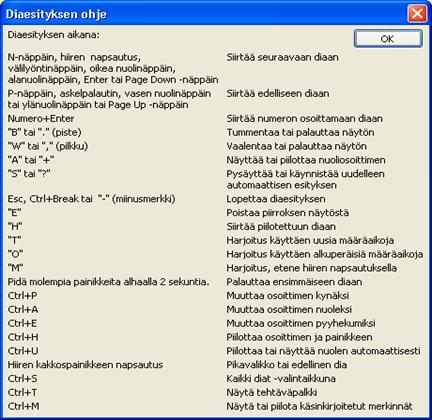 Diaesityksen ohje
Diaesityksen aikana:
OK
N-näppäin, hiiren napsautus, Siirtää seuraavaan diaan
välilyöntinäppäin, oikea nuolinäppäin,
alanuolinäppäin, Enter tai Page Down -näppäin
P-näppäin, askelpalautin, vasen nuolinäppäin Siirtää edelliseen diaan
tai ylänuolinäppäin tai Page Up -näppäin
Numero+Enter Siirtää numeron osoittamaan diaan
"B" tai "." (piste) Tummentaa tai palauttaa näytön
"W" tai "," (pilkku) Vaalentaa tai palauttaa näytön
"A" tai "+" Näyttää tai piilottaa nuoliosoittimen
"S" tai "?" Pysäyttää tai käynnistää uudelleen
automaattisen esityksen
Esc, Ctrl+Break tai "-" (miinusmerkki) Lopettaa diaesityksen
"E" Poistaa piirroksen näytöstä
"H" Siirtää piilotettuun diaan
"T" Harjoitus käyttäen uusia määräaikoja
"O" Harjoitus käyttäen alkuperäisiä määräaikoja
"M" Harjoitus, etene hiiren napsautuksella
Pidä molempia painikkeita alhaalla 2 sekuntia. Palauttaa ensimmäiseen diaan
Ctrl+P Muuttaa osoittimen kynäksi
Ctrl+A Muuttaa osoittimen nuoleksi
Ctrl+E Muuttaa osoittimen pyyhekumiksi
Ctrl+H Piilottaa osoittimen ja painikkeen
Ctrl+U Piilottaa tai näyttää nuolen automaattisesti
Hiiren kakkospainikkeen napsautus Pikavalikko tai edellinen dia
Ctrl+S Kaikki diat -valintaikkuna
Ctrl+T Näytä tehtäväpalkki
Ctrl+M Näytä tai piilota käsinkirjoitetut merkinnät